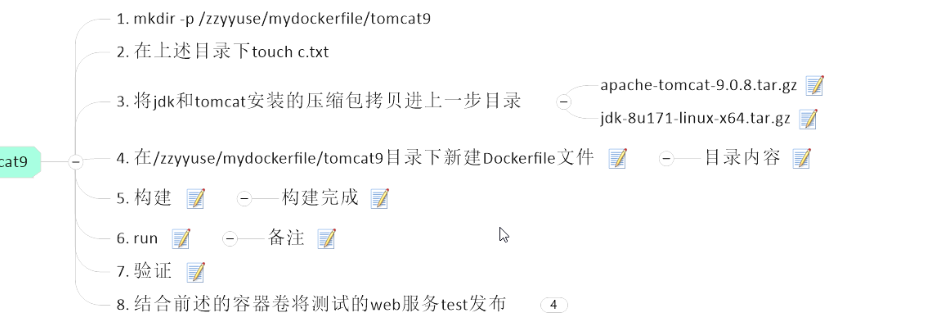 1. mkdir -p /zzyyuse/mydockerfile/tomcat9
2. 在上述目录下touch c.txt
3. 将jdk和tomcat安装的压缩包拷贝进上一步目录
apache-tomcat-9.0.8.tar.gz
jdk-8u171-linux-x64.tar.gz
cat9
4. 在/zzyyuse/mydockerfile/tomcat9目录下新建Dockerfile文件 目录内容
5. 构建 构建完成
6. run 备注
7. 验证
8. 结合前述的容器卷将测试的web服务test发布 4